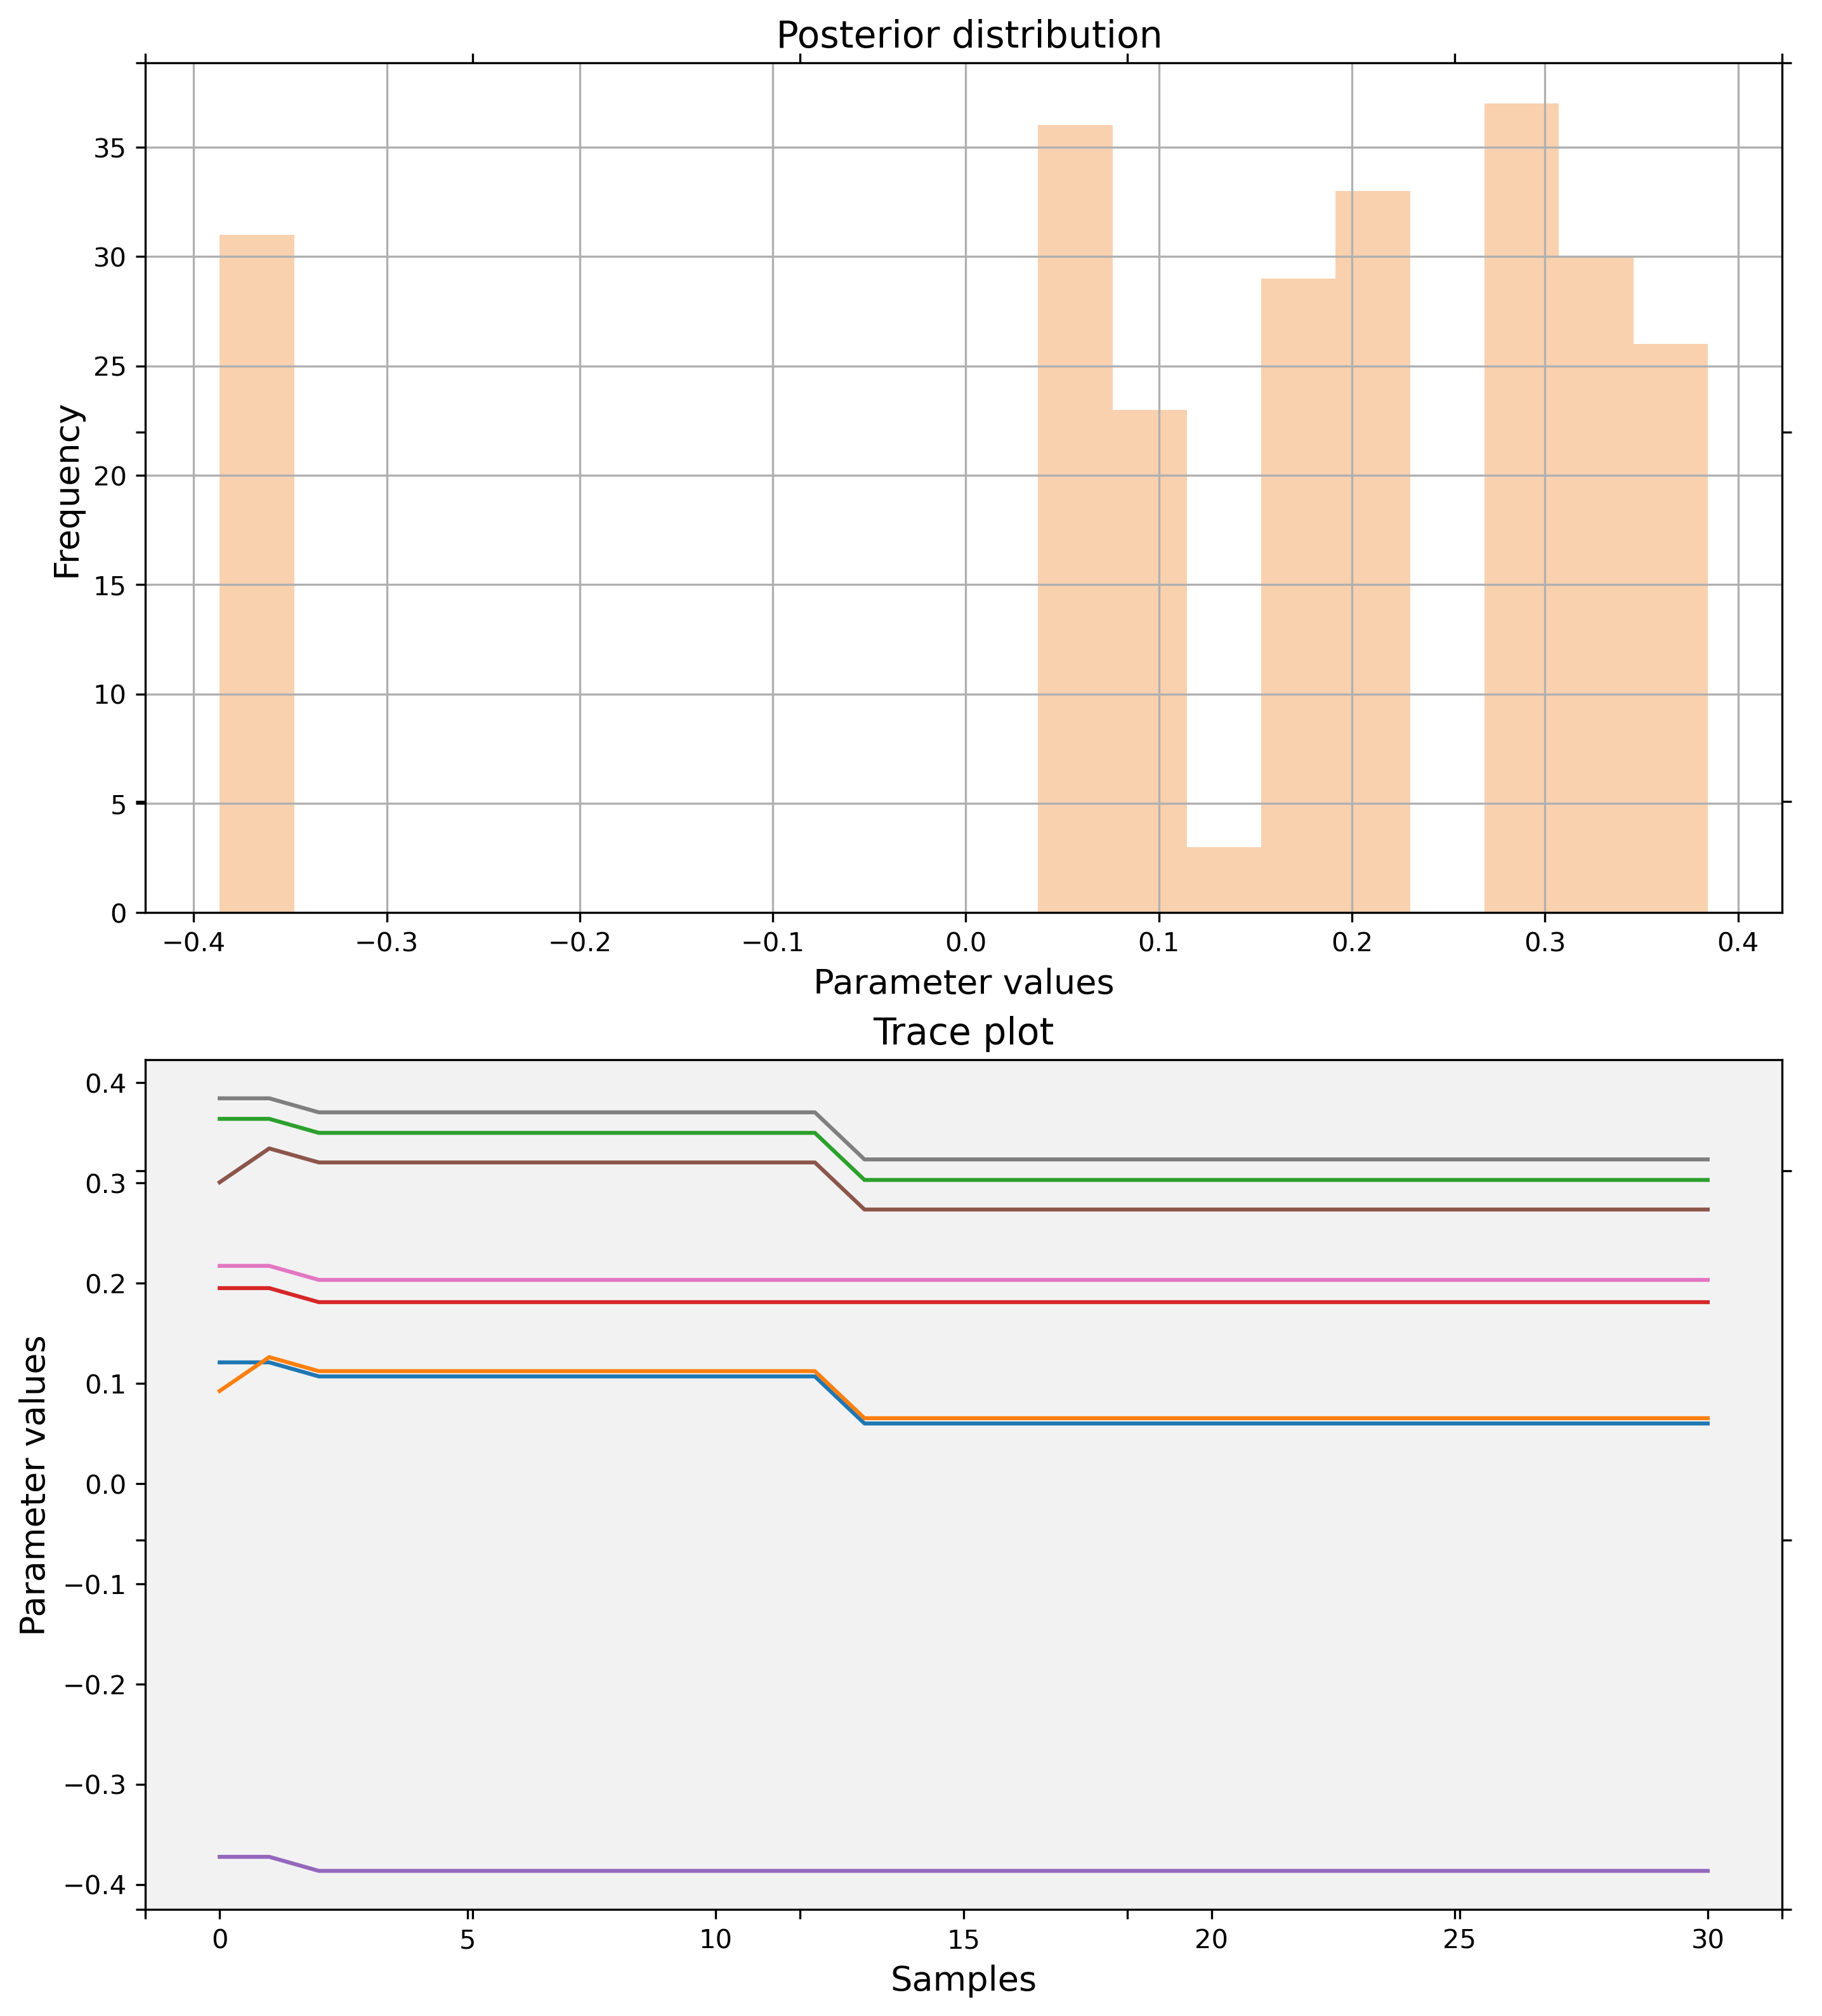 Posterior distribution
Frequency
35
30
25
20
15
10
5
0
−0.4 −0.3 −0.2 −0.1 0.0 0.1 0.2 0.3 0.4
Parameter values
Trace plot
Parameter values
0.4
0.3
0.2
0.1
0.0
−0.1
−0.2
−0.3
−0.4
0 5 10 15 20 25 30
Samples